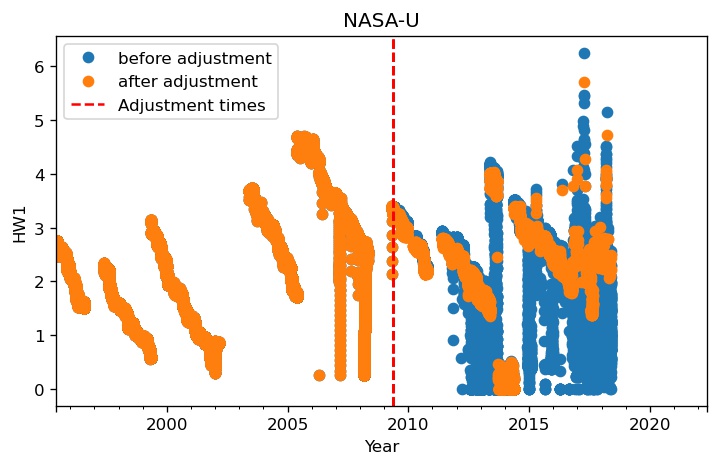 NASA-U
before adjustment
after adjustment
Adjustment times
HW1
6
5
4
3
2
1
0
2000 2005 2010 2015 2020
Year